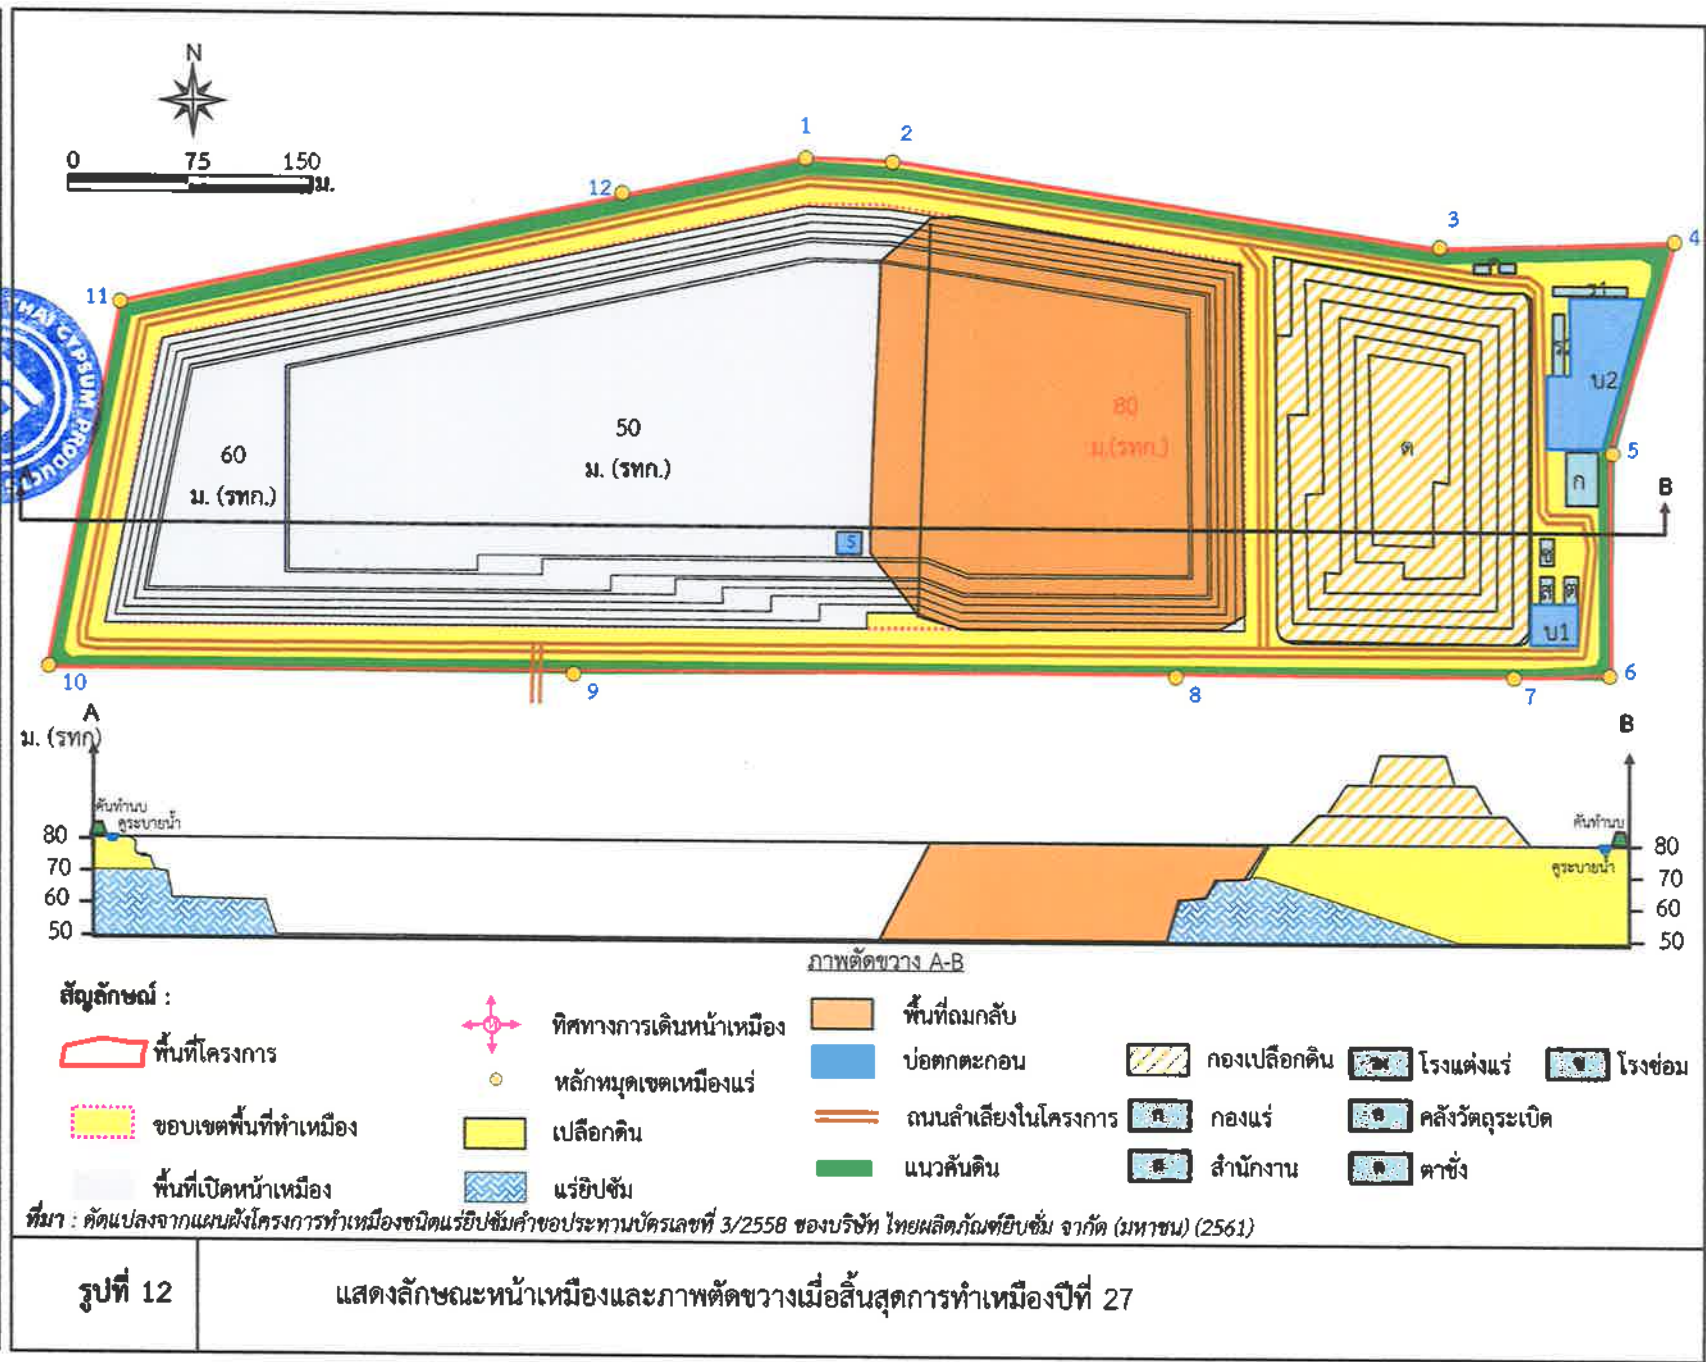 N
0 75 150
ม.
1
2
3
4
12
11
5
6
7
8
9
10
60
ม. (รทก.)
50
ม. (รทก.)
80
ม.(รทก.)
S
ด
บ2
ก
บ1
B
THAI GYPSUM PRODUCTS
A
B
ม. (รทก)
คันทำนบ
คูระบายน้ำ
80
70
60
50
คันทำนบ
คูระบายน้ำ
80
70
60
50
ภาพตัดขวาง A-B
สัญลักษณ์ :
พื้นที่โครงการ
ขอบเขตพื้นที่ทำเหมือง
พื้นที่เปิดหน้าเหมือง
ทิศทางการเดินหน้าเหมือง
หลักหมุดเขตเหมืองแร่
เปลือกดิน
แร่ยิปซัม
พื้นที่ถมกลับ
บ่อตกตะกอน
ถนนลำเลียงในโครงการ
แนวคันดิน
กองเปลือกดิน
ก กองแร่
ส สำนักงาน
โรงแต่งแร่
คลังวัตถุระเบิด
ตาชั่ง
โรงซ่อม
ที่มา : ดัดแปลงจากแผนผังโครงการทำเหมืองชนิดแร่ยิปซัมคำขอประทานบัตรเลขที่ 3/2558 ของบริษัท ไทยผลิตภัณฑ์ยิบซั่ม จำกัด (มหาชน) (2561)
รูปที่ 12
แสดงลักษณะหน้าเหมืองและภาพตัดขวางเมื่อสิ้นสุดการทำเหมืองปีที่ 27